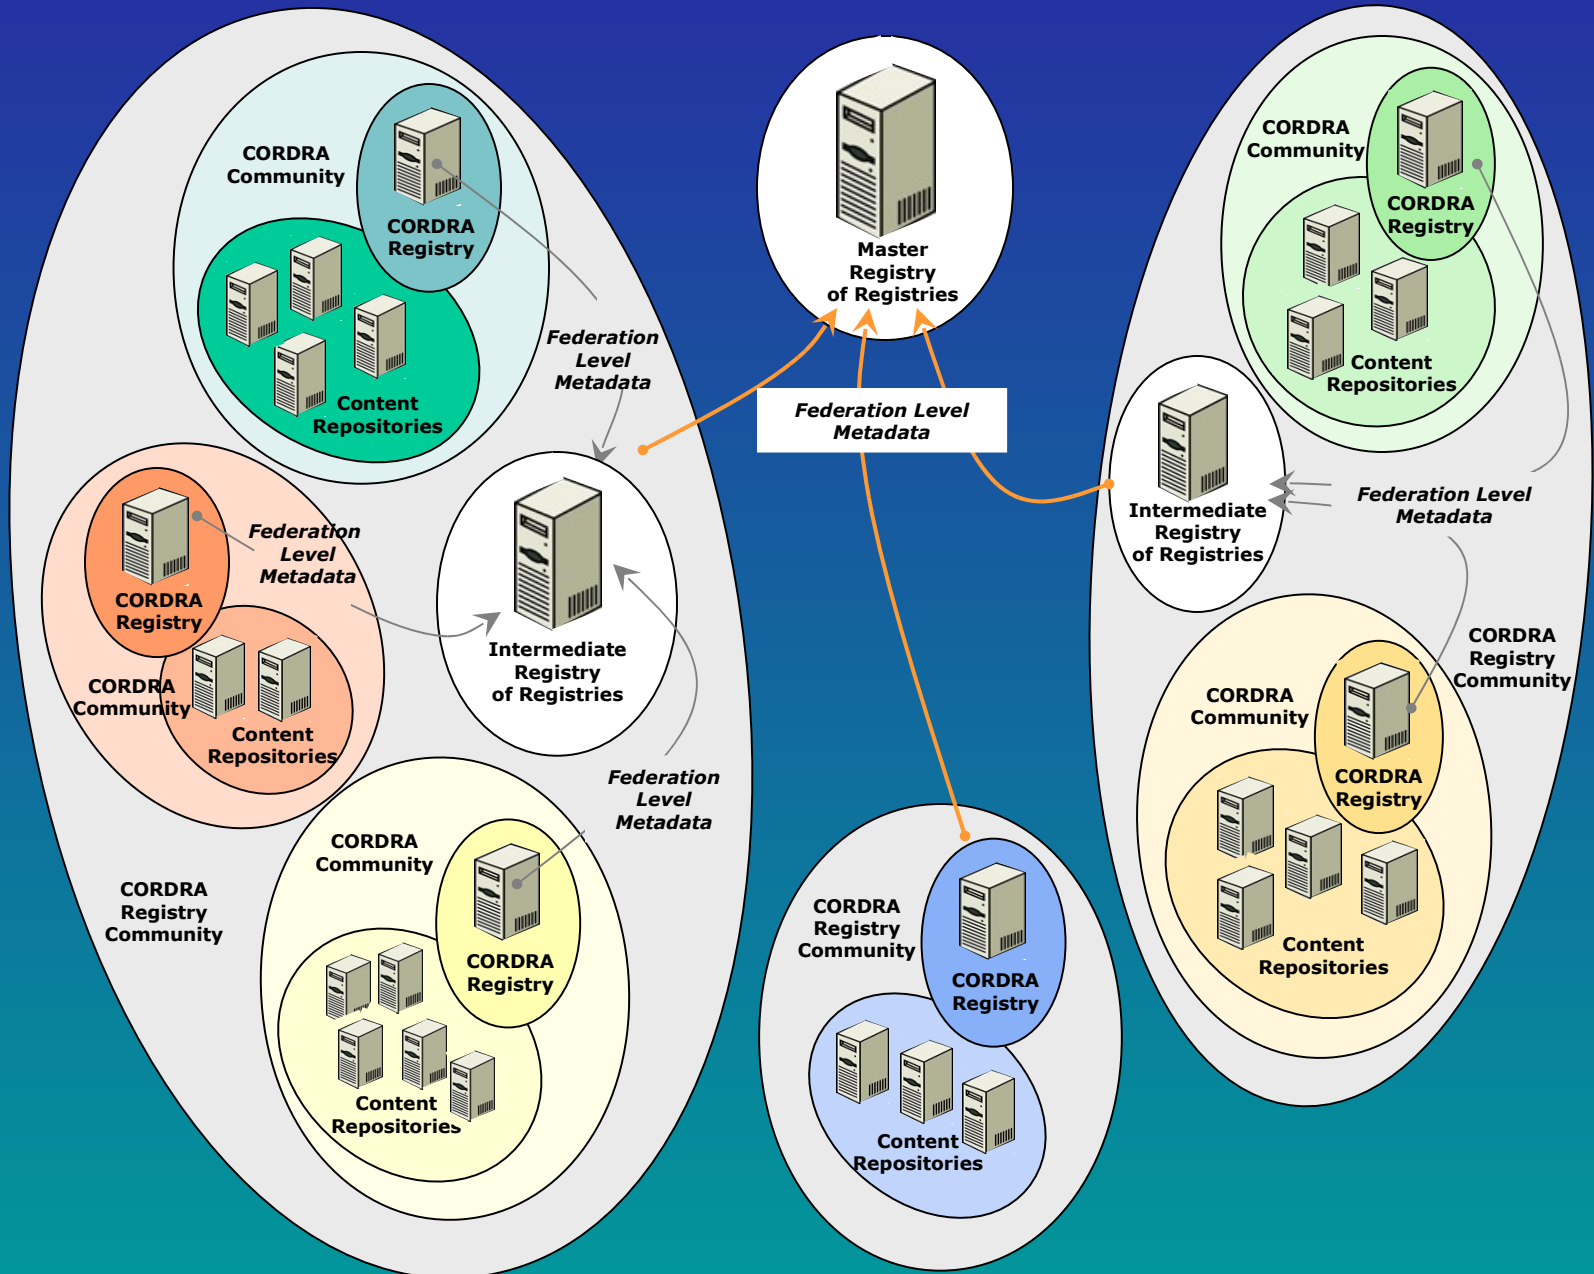 CORDRA
Community
CORDRA
Registry
Content
Repositories
Federation
Level
Metadata
CORDRA
Registry
Federation
Level
Metadata
CORDRA
Community
Content
Repositories
Intermediate
Registry
of Registries
Federation
Level
Metadata
CORDRA
Community
CORDRA
Registry
Content
Repositories
CORDRA
Registry
Community
Master
Registry
of Registries
Federation Level
Metadata
CORDRA
Registry
Community
CORDRA
Registry
Content
Repositories
CORDRA
Community
CORDRA
Registry
Content
Repositories
Intermediate
Registry
of Registries
Federation Level
Metadata
CORDRA
Registry
Community
CORDRA
Community
CORDRA
Registry
Content
Repositories